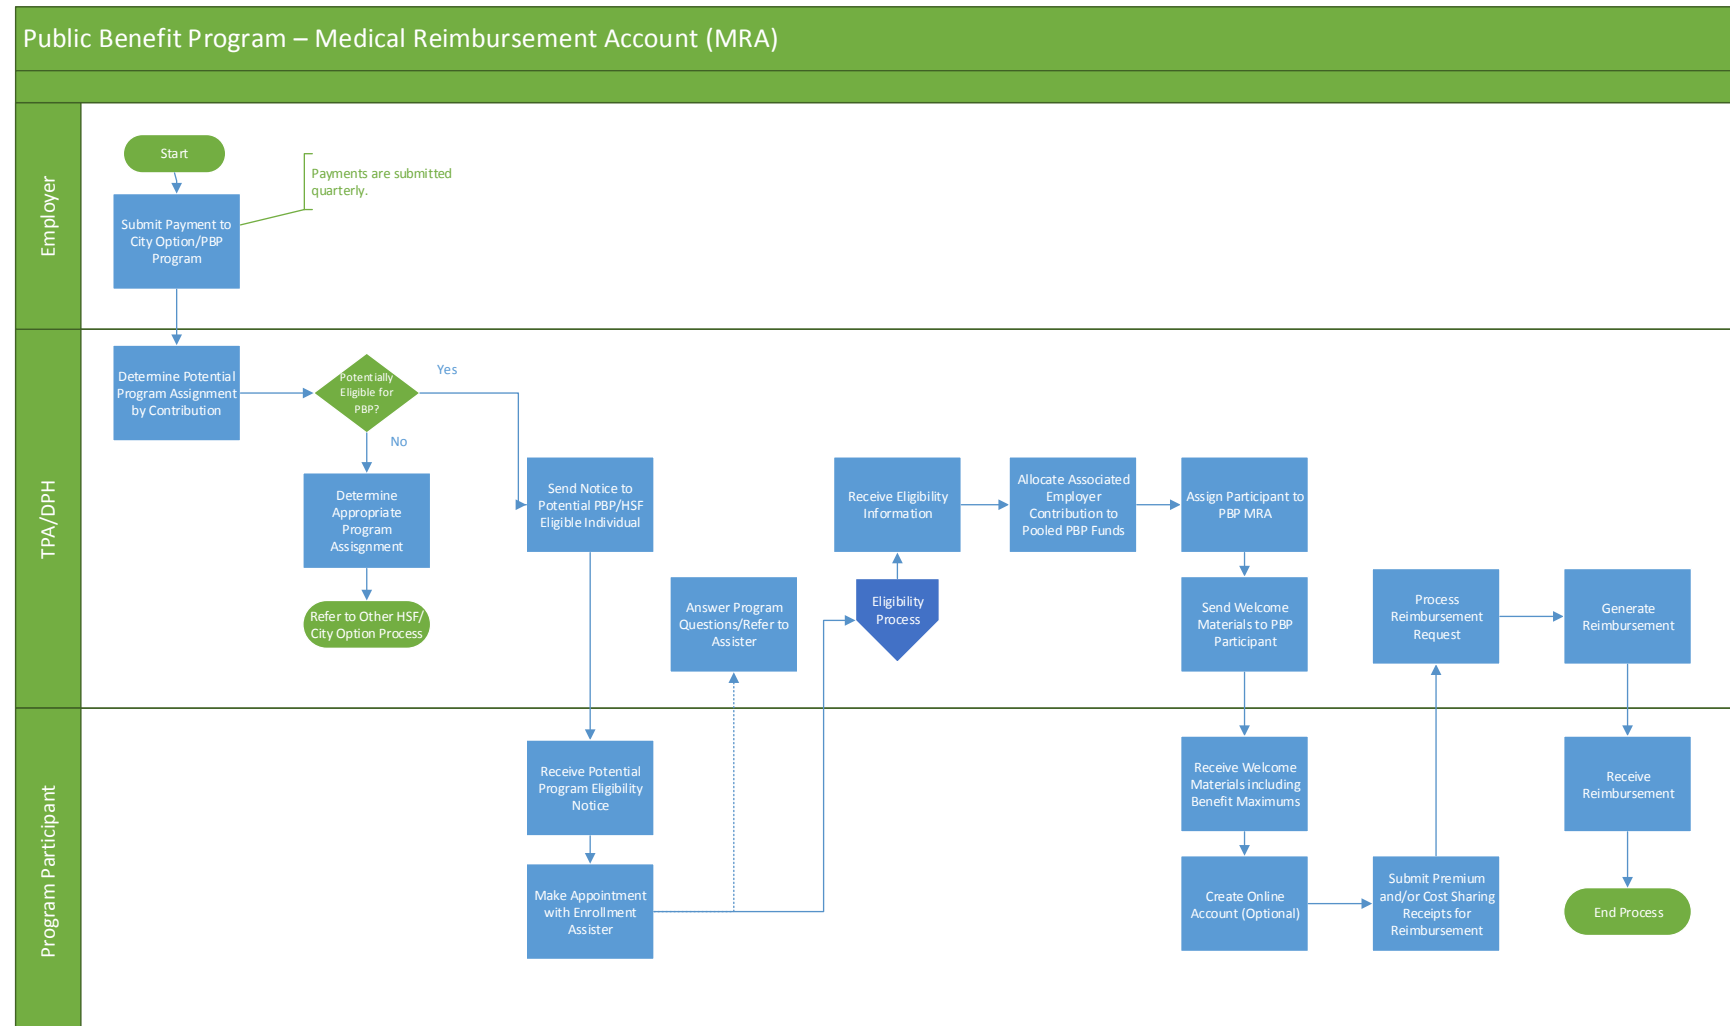 Public Benefit Program – Medical Reimbursement Account (MRA)
Employer
Start
Payments are submitted
quarterly.
Submit Payment to
City Option/PBP
Program
TPA/DPH
Determine Potential
Program Assignment
by Contribution
Potentially
Eligible for
PBP?
Yes
No
Determine
Appropriate
Program
Assisgnment
Refer to Other HSF/
City Option Process
Send Notice to
Potential PBP/HSF
Eligible Individual
Answer Program
Questions/Refer to
Assister
Eligibility
Process
Receive Eligibility
Information
Allocate Associated
Employer
Contribution to
Pooled PBP Funds
Assign Participant to
PBP MRA
Send Welcome
Materials to PBP
Participant
Process
Reimbursement
Request
Generate
Reimbursement
Program Participant
Receive Potential
Program Eligibility
Notice
Make Appointment
with Enrollment
Assister
Receive Welcome
Materials including
Benefit Maximums
Create Online
Account (Optional)
Submit Premium
and/or Cost Sharing
Receipts for
Reimbursement
Receive
Reimbursement
End Process